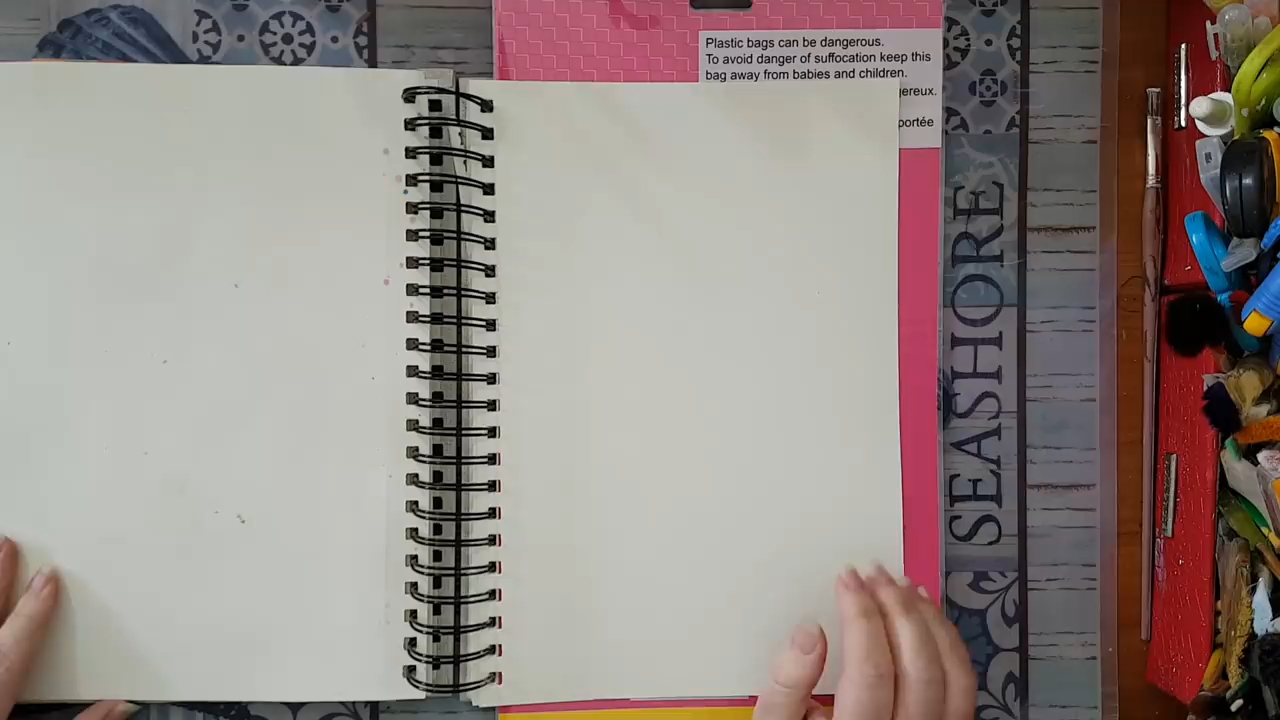 Plastic bags can be dangerous.
To avoid danger of suffocation keep this
bag away from babies and children.
portée
SEASHORE